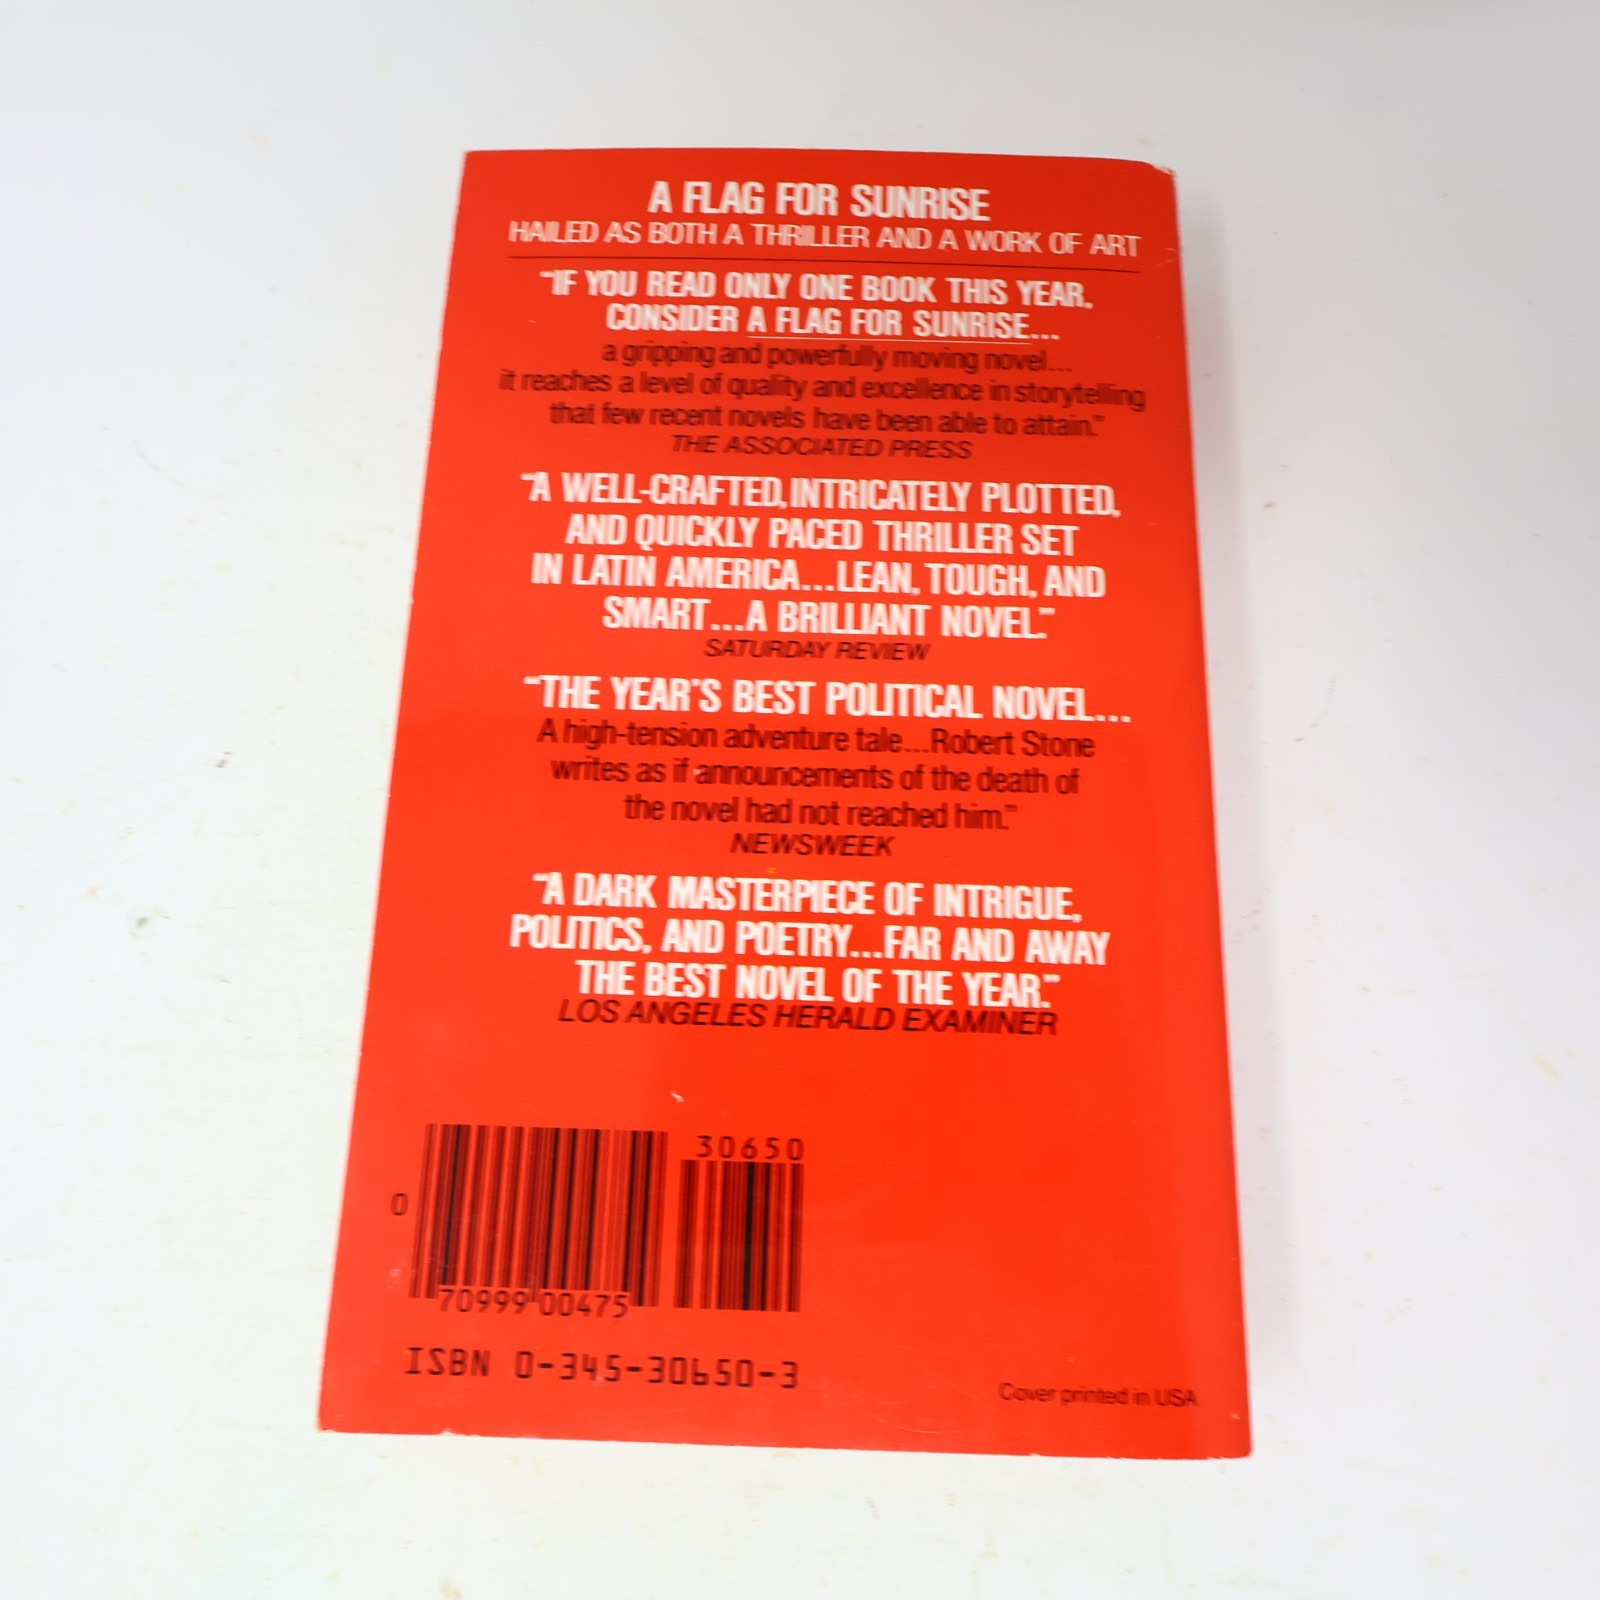 A FLAG FOR SUNRISE
HAILED AS BOTH A THRILLER AND A WORK OF ART
“IF YOU READ ONLY ONE BOOK THIS YEAR,
CONSIDER A FLAG FOR SUNRISE...
a gripping and powerfully moving novel...
it reaches a level of quality and excellence in storytelling
that few recent novels have been able to attain.”
THE ASSOCIATED PRESS
“A WELL-CRAFTED, INTRICATELY PLOTTED,
AND QUICKLY PACED THRILLER SET
IN LATIN AMERICA...LEAN, TOUGH, AND
SMART...A BRILLIANT NOVEL.”
SATURDAY REVIEW
“THE YEAR'S BEST POLITICAL NOVEL...
A high-tension adventure tale...Robert Stone
writes as if announcements of the death of
the novel had not reached him.”
NEWSWEEK
“A DARK MASTERPIECE OF INTRIGUE,
POLITICS, AND POETRY...FAR AND AWAY
THE BEST NOVEL OF THE YEAR.”
LOS ANGELES HERALD EXAMINER
30650
0
70999 00475
ISBN 0-345-30650-3
Cover printed in USA